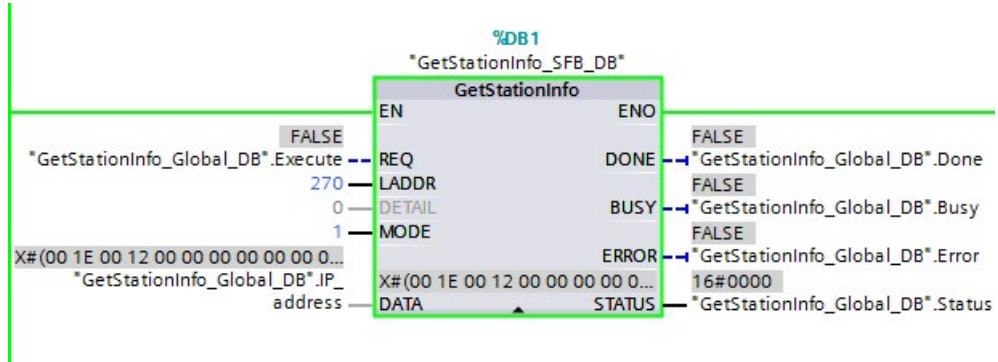 %DB1
"GetStationInfo_SFB_DB"
GetStationInfo
EN ENO
FALSE FALSE
"GetStationInfo_Global_DB".Execute REQ DONE "GetStationInfo_Global_DB".Done
270 LADDR FALSE
0 DETAIL BUSY "GetStationInfo_Global_DB".Busy
1 MODE FALSE
X#(00 1E 00 12 00 00 00 00 00 0... ERROR "GetStationInfo_Global_DB".Error
"GetStationInfo_Global_DB".IP_ X#(00 1E 00 12 00 00 00 00 0... 16#0000
address DATA STATUS "GetStationInfo_Global_DB".Status